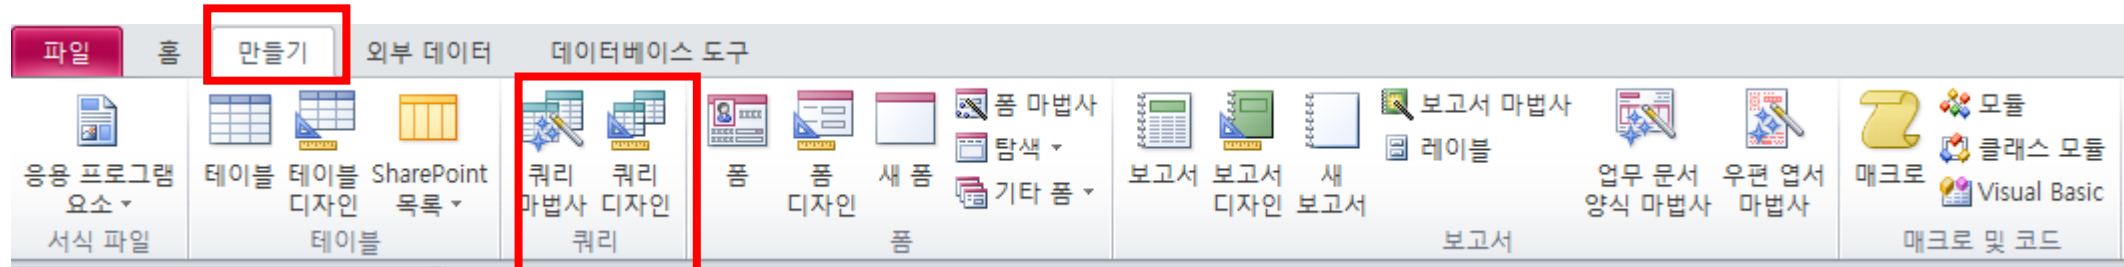 파일 홈 만들기 외부 데이터 데이터베이스 도구
응용 프로그램
요소
서식 파일
테이블
테이블
디자인
SharePoint
목록
테이블
쿼리
마법사
쿼리
디자인
쿼리
폼
폼
디자인
새 폼
폼 마법사
탐색
기타 폼
폼
보고서
보고서
디자인
새
보고서
보고서 마법사
레이블
업무 문서
양식 마법사
우편 엽서
마법사
보고서
매크로
모듈
클래스 모듈
Visual Basic
매크로 및 코드